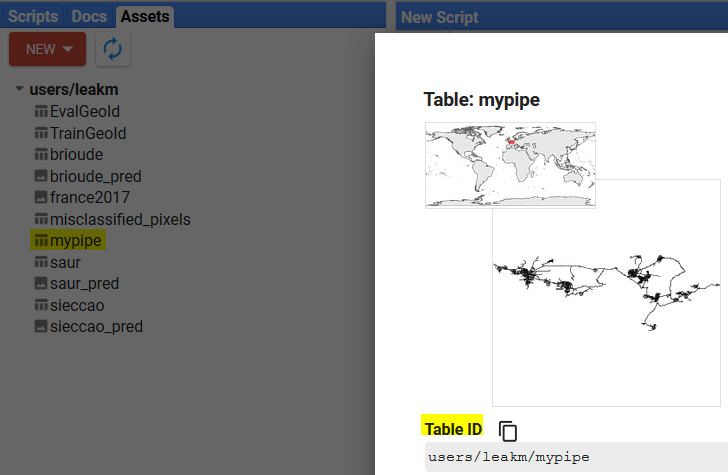 Scripts Docs Assets
NEW
users/leakm
EvalGeoId
TrainGeoId
brioude
brioude_pred
france2017
misclassified_pixels
mypipe
saur
saur_pred
sieccao
sieccao_pred
New Script
Table: mypipe
Table ID
users/leakm/mypipe